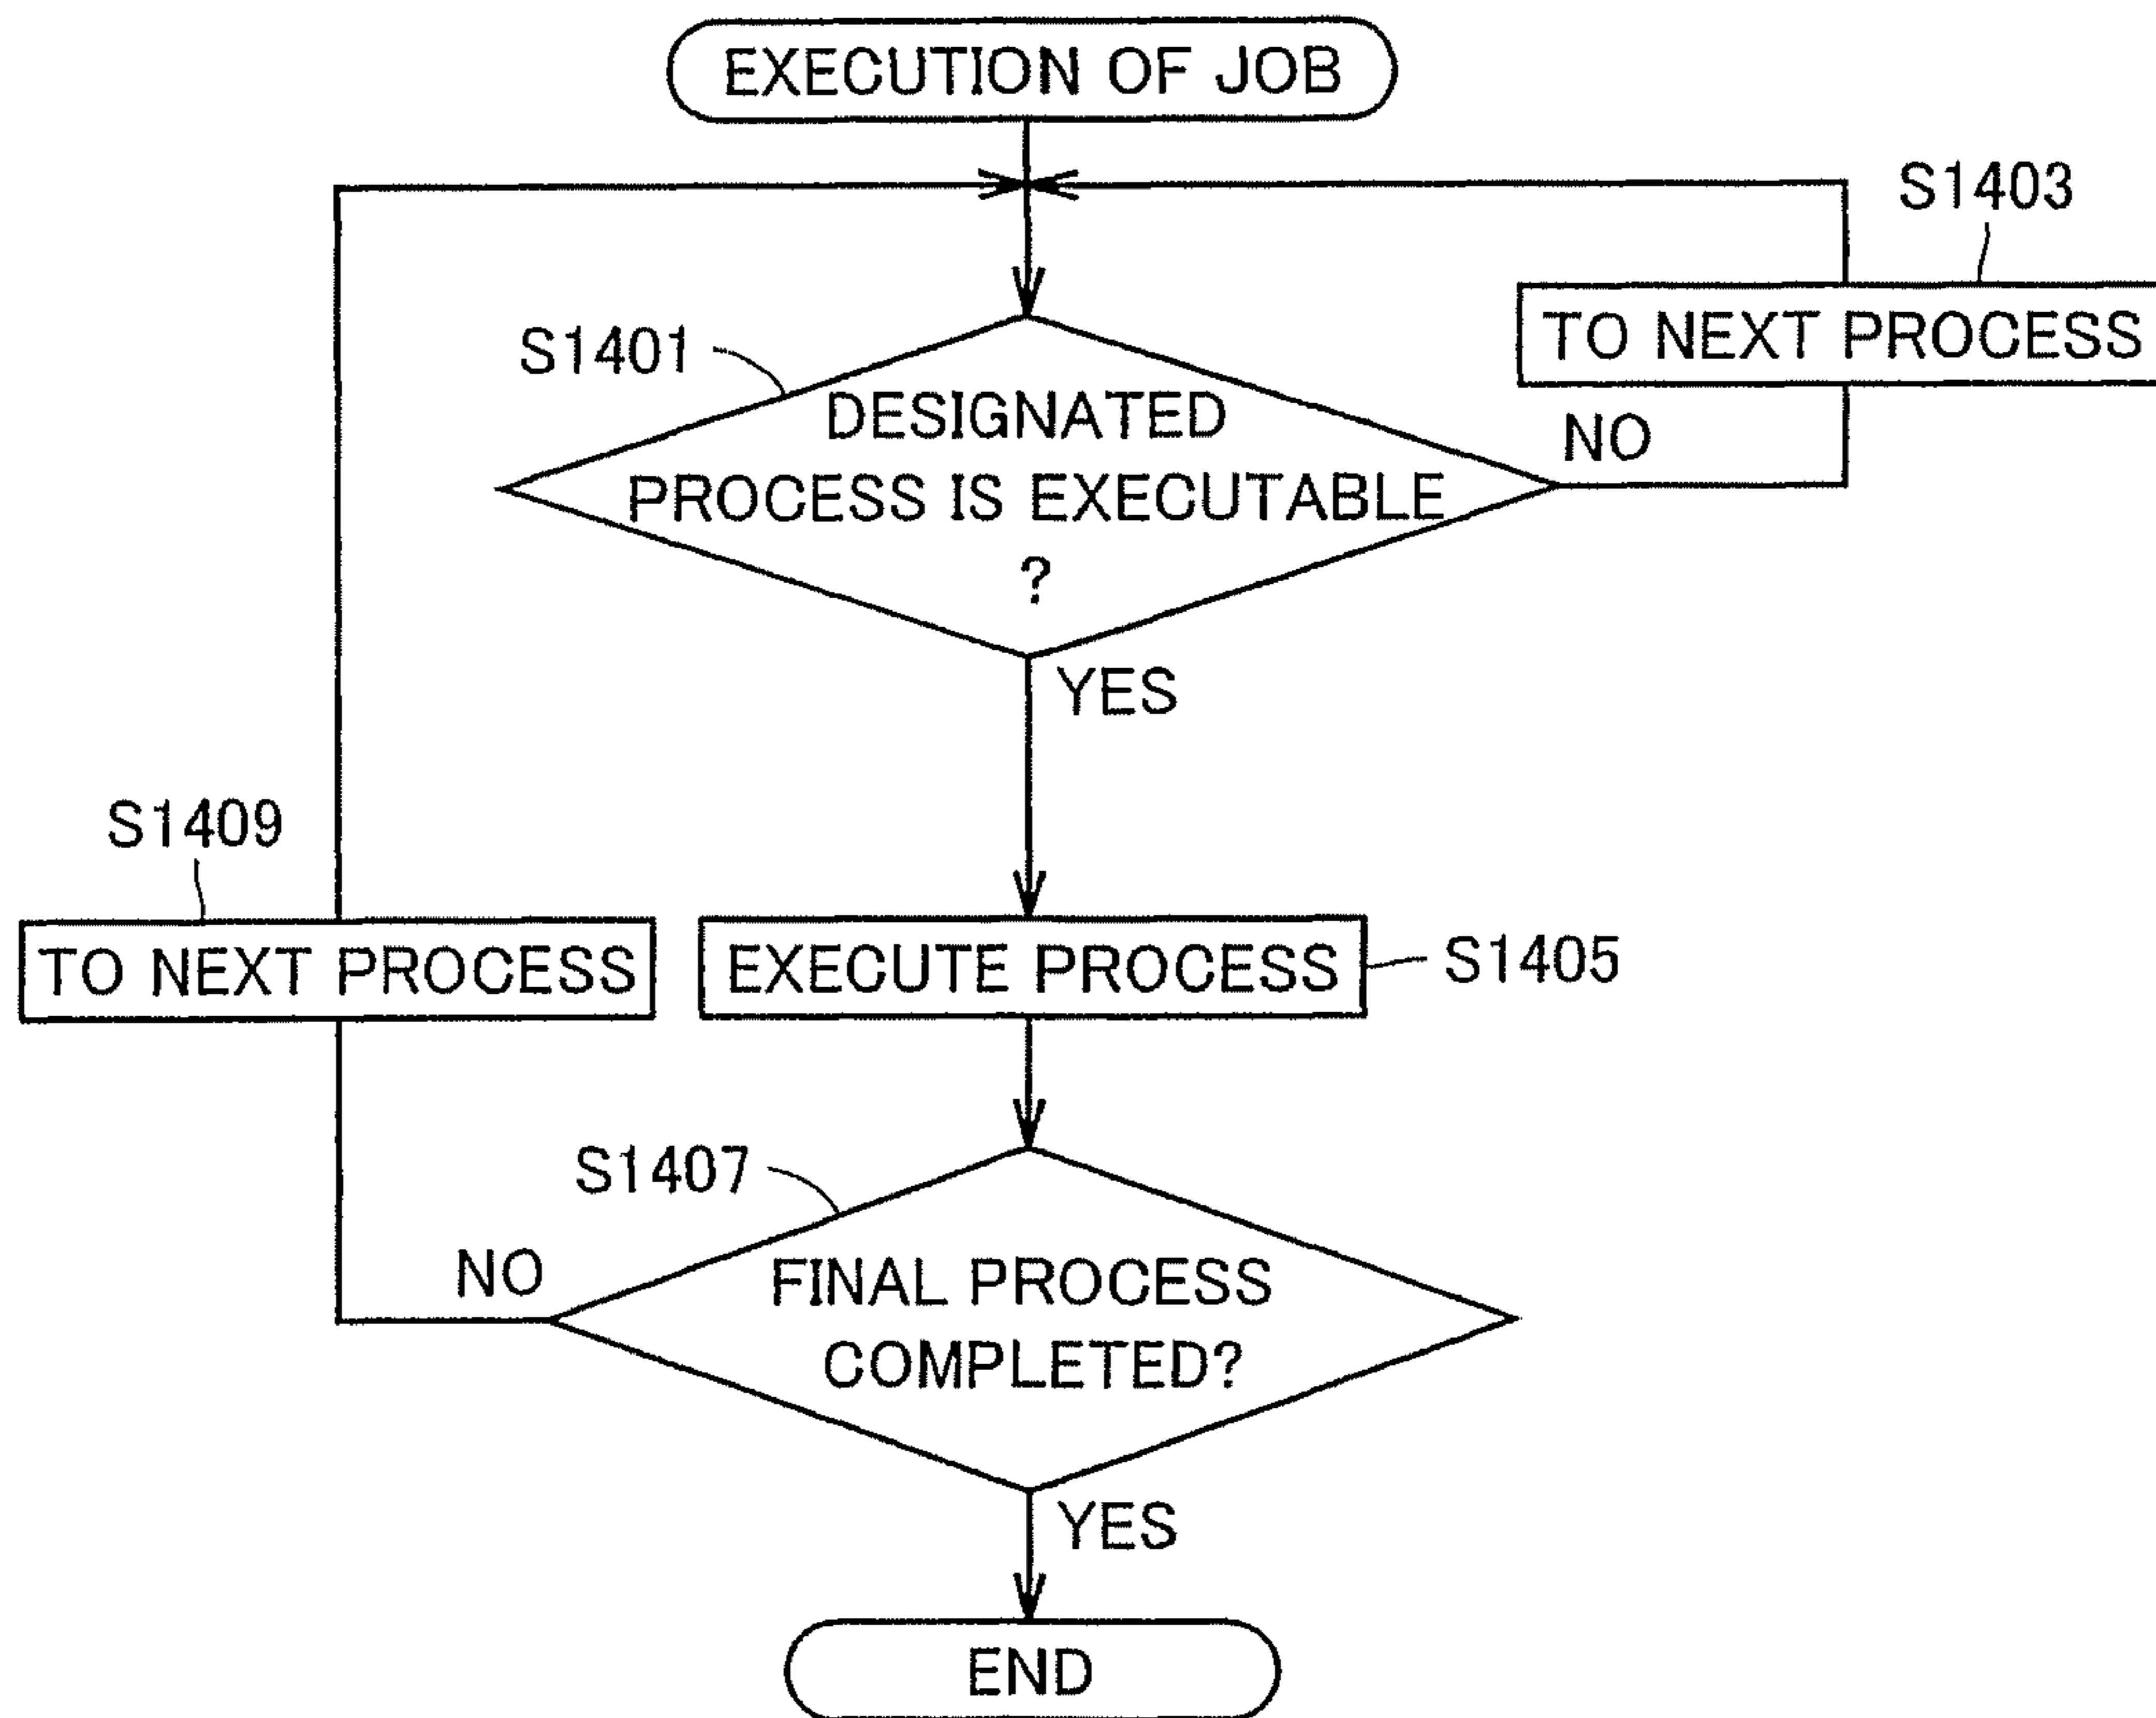 EXECUTION OF JOB
S1403
TO NEXT PROCESS
S1401
DESIGNATED
PROCESS IS EXECUTABLE
?
NO
YES
S1409
TO NEXT PROCESS
EXECUTE PROCESS
S1405
S1407
NO
FINAL PROCESS
COMPLETED?
YES
END